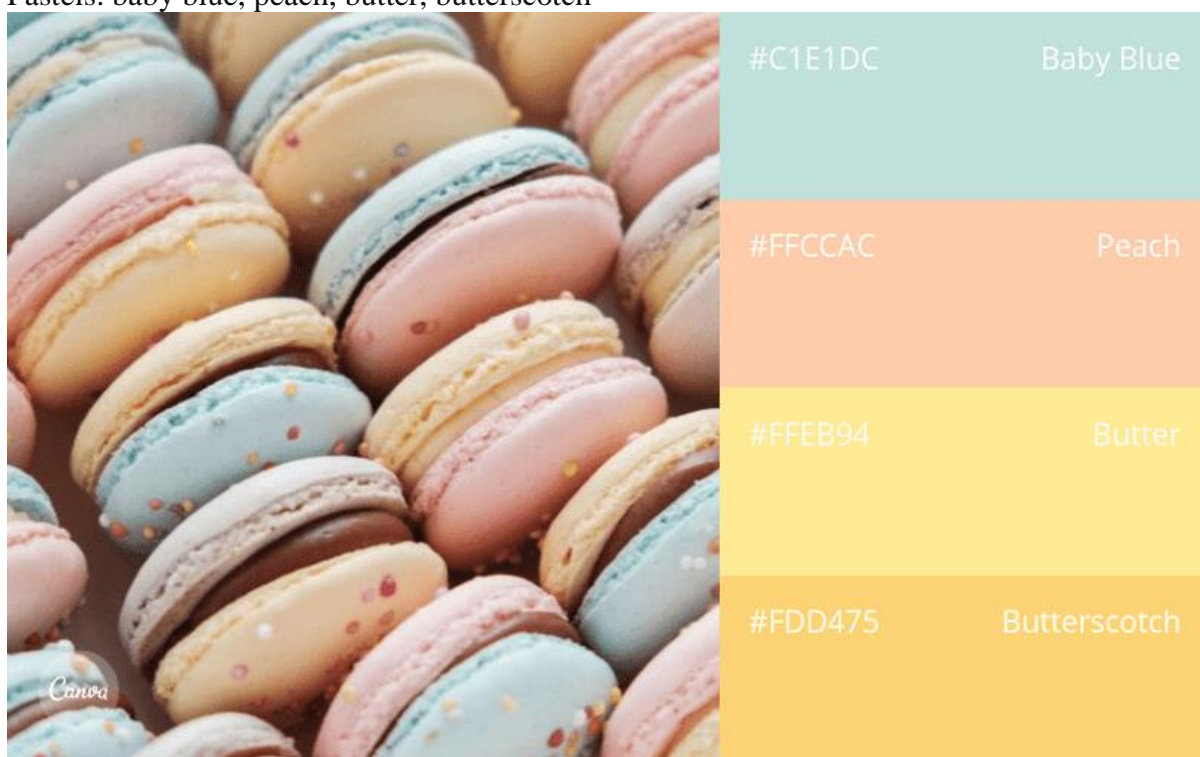 Pastels: baby blue, peach, butter, butterscotch
#C1E1DC Baby Blue
#FFCCAC Peach
#FFEB94 Butter
#FDD475 Butterscotch
Canva